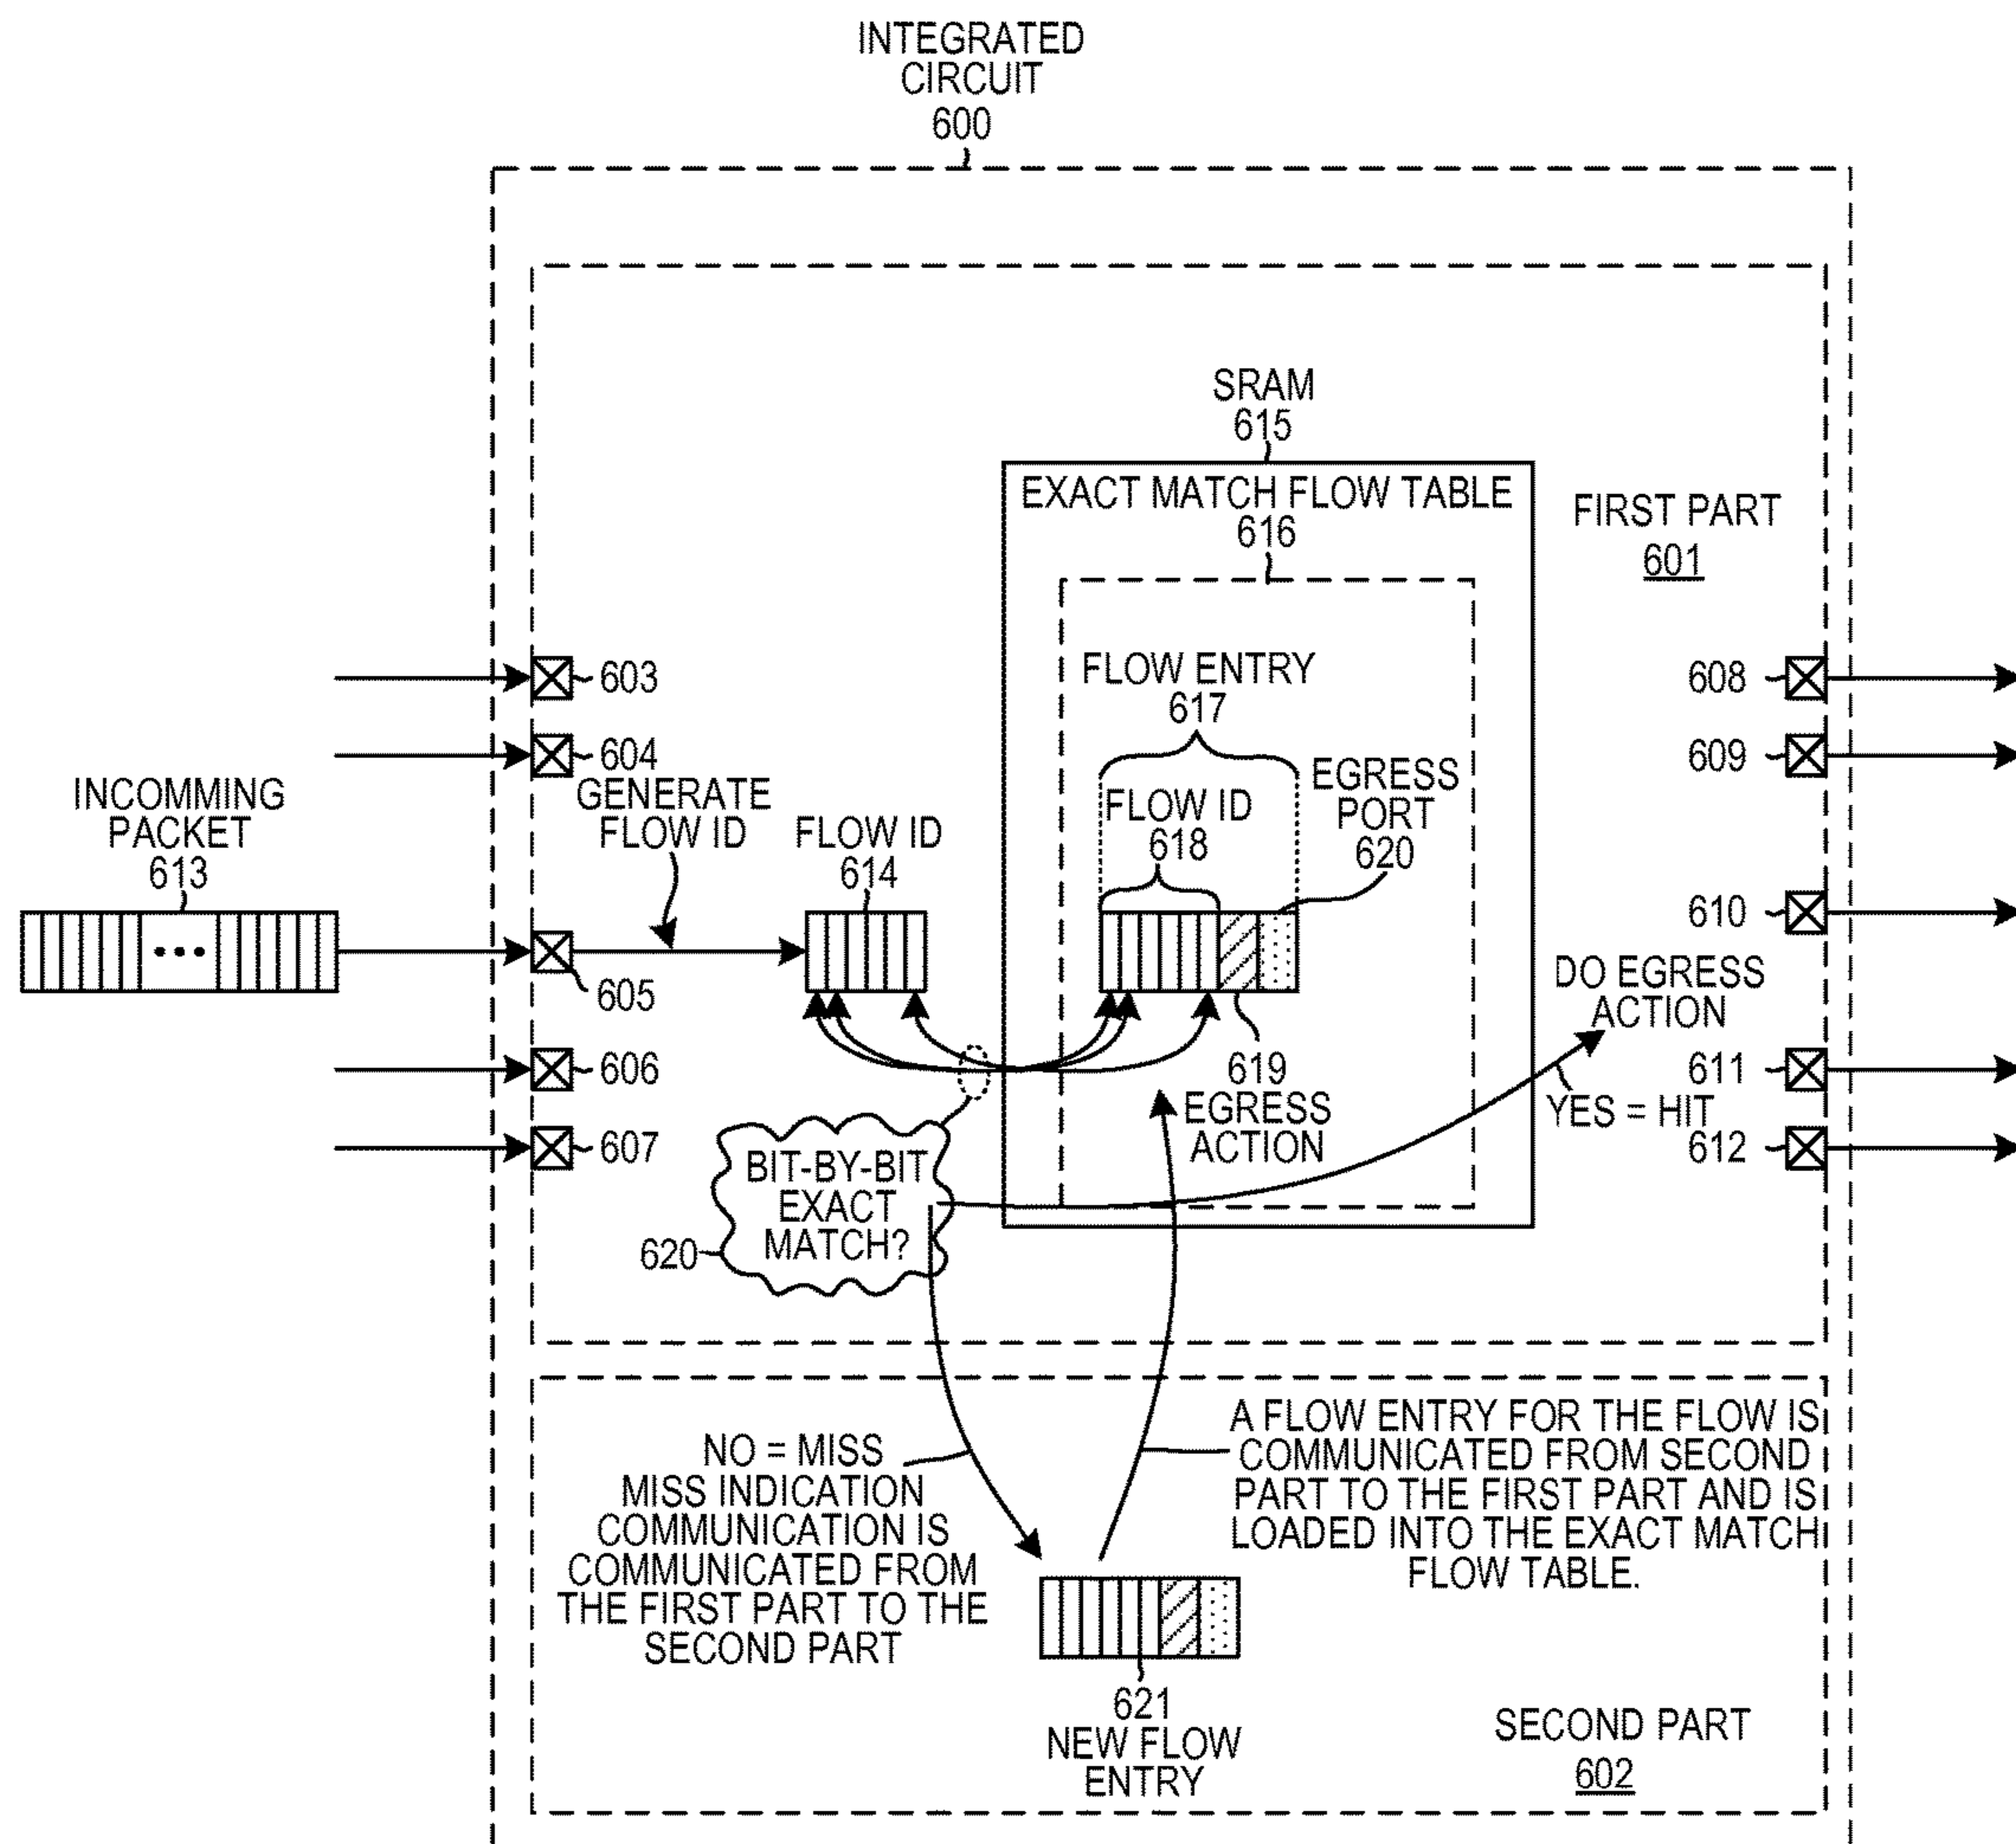 INTEGRATED
CIRCUIT
600
SRAM
615
EXACT MATCH FLOW TABLE
616
FIRST PART
601
603
604
605
606
607
608
609
610
611
612
INCOMMING
PACKET
613
GENERATE
FLOW ID
FLOW ID
614
FLOW ENTRY
617
FLOW ID
618
EGRESS
PORT
620
619
EGRESS
ACTION
DO EGRESS
ACTION
YES = HIT
BIT-BY-BIT
EXACT
MATCH?
620
NO = MISS
MISS INDICATION
COMMUNICATION IS
COMMUNICATED FROM
THE FIRST PART TO THE
SECOND PART
A FLOW ENTRY FOR THE FLOW IS
COMMUNICATED FROM SECOND
PART TO THE FIRST PART AND IS
LOADED INTO THE EXACT MATCH
FLOW TABLE.
621
NEW FLOW
ENTRY
SECOND PART
602